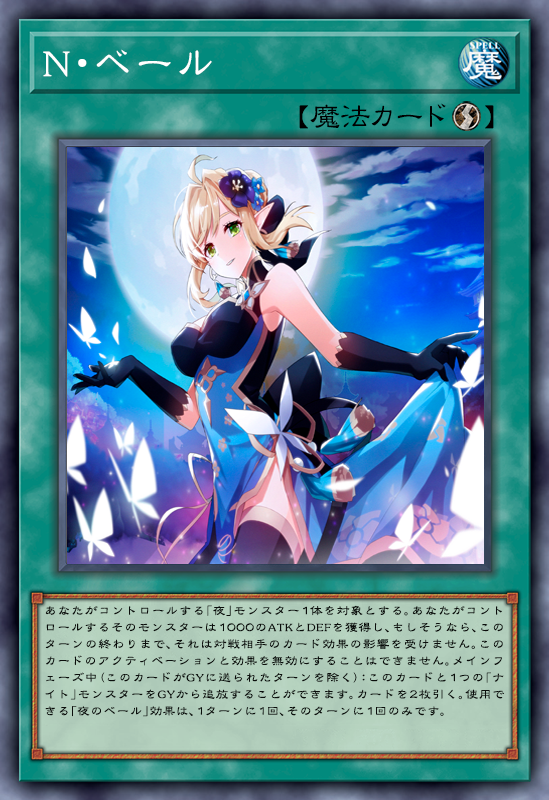 N・ベール
SPELL
魔
【魔法カード】
あなたがコントロールする「夜」モンスター1体を対象とする。あなたがコント
ロールするそのモンスターは1000のATKとDEFを獲得し、もしそうなら、この
ターンの終わりまで、それは対戦相手のカード効果の影響を受けません。この
カードのアクティベーションと効果を無効にすることはできません。メインフ
ェーズ中（このカードがGYに送られたターンを除く）：このカードと1つの「ナ
イト」モンスターをGYから追放することができます。カードを2枚引く。使用で
きる「夜のベール」効果は、1ターンに1回、そのターンに1回のみです。